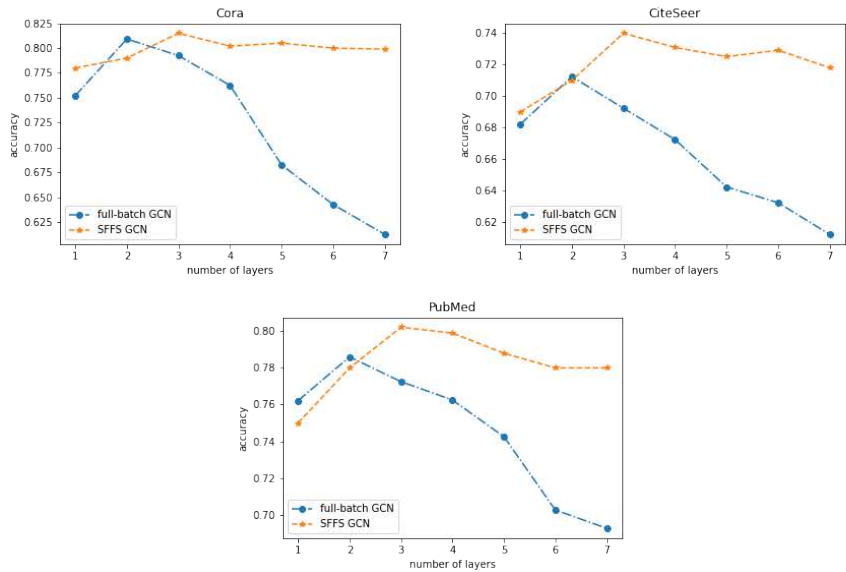 Cora
0.825
0.800
0.775
0.750
0.725
0.700
0.675
0.650
0.625
accuracy
full-batch GCN
SFFS GCN
1 2 3 4 5 6 7
number of layers
CiteSeer
0.74
0.72
0.70
0.68
0.66
0.64
0.62
accuracy
full-batch GCN
SFFS GCN
1 2 3 4 5 6 7
number of layers
PubMed
0.80
0.78
0.76
0.74
0.72
0.70
accuracy
full-batch GCN
SFFS GCN
1 2 3 4 5 6 7
number of layers